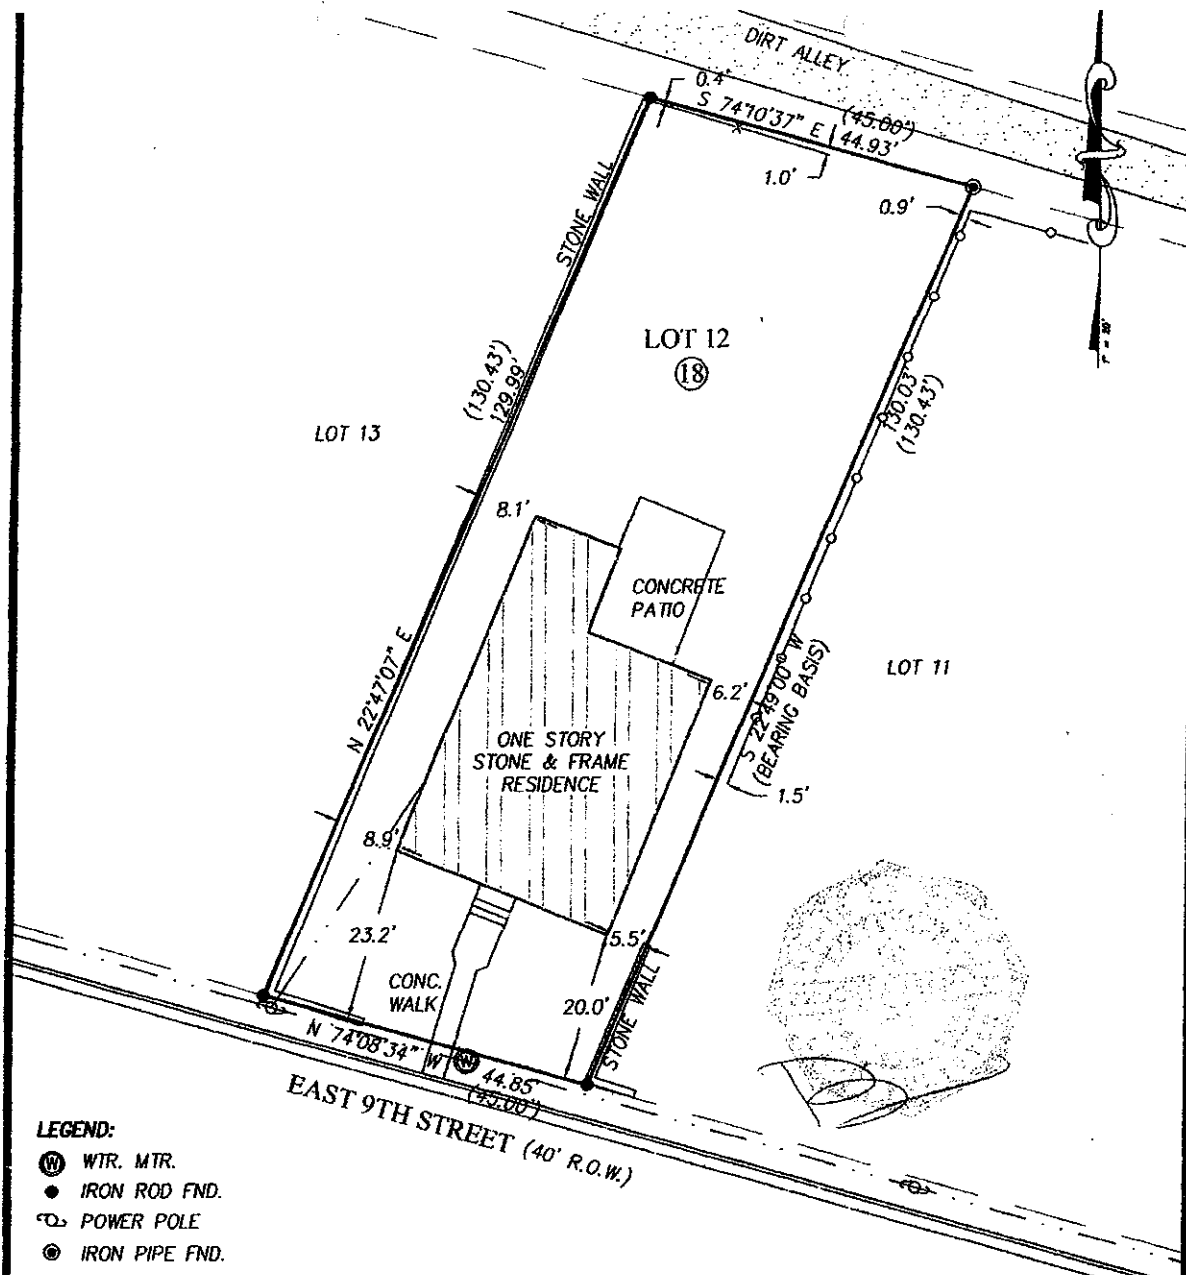 DIRT ALLEY
0.4'
S 74°10'37" E
(45.00')
44.93'
1.0'
0.9'
STONE WALL
LOT 12
18
(130.43')
129.99'
130.03'
(130.43')
LOT 13
8.1'
CONCRETE
PATIO
N 22°47'07" E
LOT 11
6.2'
S 22°49'00" W
(BEARING BASIS)
ONE STORY
STONE & FRAME
RESIDENCE
1.5'
8.9'
23.2'
5.5'
CONC.
WALK
20.0'
STONE WALL
N 74°08'34" W
W
44.85'
(45.00')
EAST 9TH STREET (40' R.O.W.)
LEGEND:
W WTR. MTR.
IRON ROD FND.
POWER POLE
IRON PIPE FND.